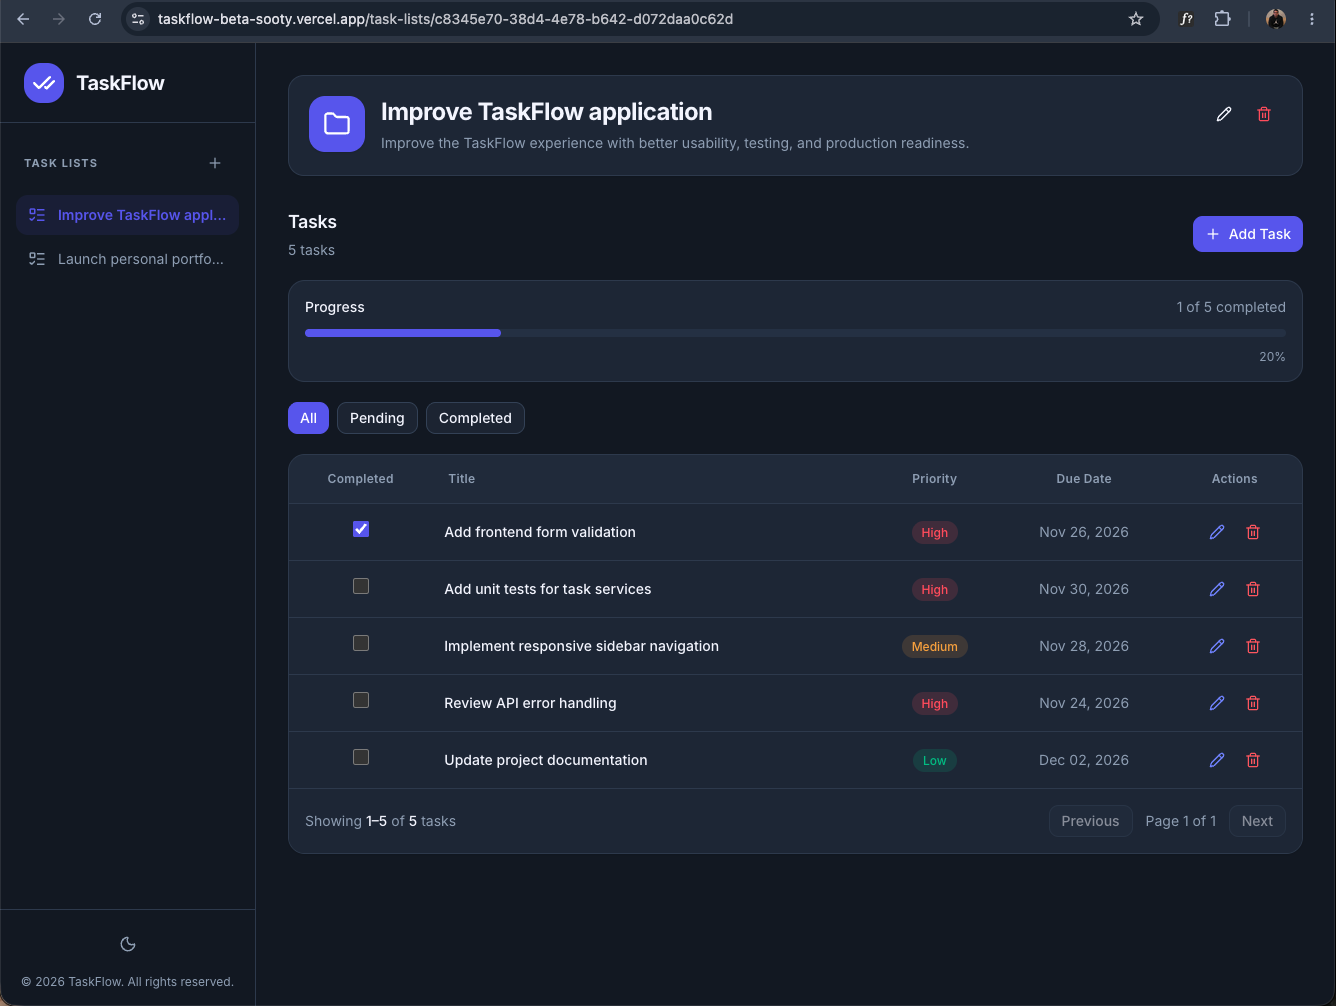 taskflow-beta-sooty.vercel.app/task-lists/c8345e70-38d4-4e78-b642-d072daa0c62d
f?
TaskFlow
TASK LISTS
Improve TaskFlow appl...
Launch personal portfo...
© 2026 TaskFlow. All rights reserved.
Improve TaskFlow application
Improve the TaskFlow experience with better usability, testing, and production readiness.
Tasks
5 tasks
Add Task
Progress 1 of 5 completed
20%
All Pending Completed
Completed Title Priority Due Date Actions
Add frontend form validation High Nov 26, 2026
Add unit tests for task services High Nov 30, 2026
Implement responsive sidebar navigation Medium Nov 28, 2026
Review API error handling High Nov 24, 2026
Update project documentation Low Dec 02, 2026
Showing 1–5 of 5 tasks Previous Page 1 of 1 Next